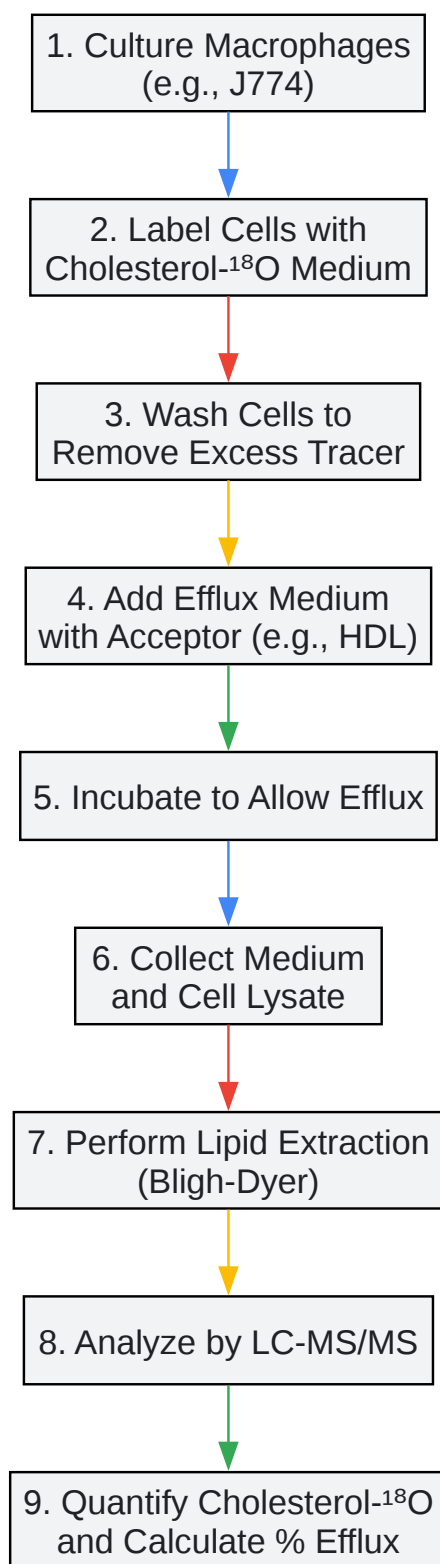 1. Culture Macrophages
(e.g., J774)
2. Label Cells with
Cholesterol-¹⁸O Medium
3. Wash Cells to
Remove Excess Tracer
4. Add Efflux Medium
with Acceptor (e.g., HDL)
5. Incubate to Allow Efflux
6. Collect Medium
and Cell Lysate
7. Perform Lipid Extraction
(Bligh-Dyer)
8. Analyze by LC-MS/MS
9. Quantify Cholesterol-¹⁸O
and Calculate % Efflux